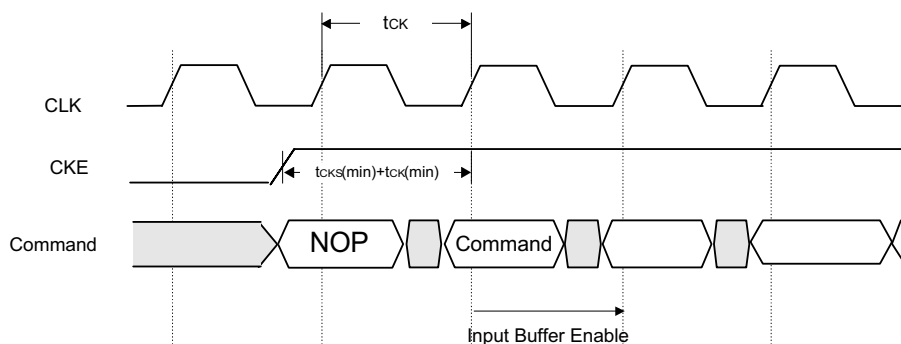 tCK
CLK
CKE
tCKS(min)+tCK(min)
Command
NOP
Command
Input Buffer Enable